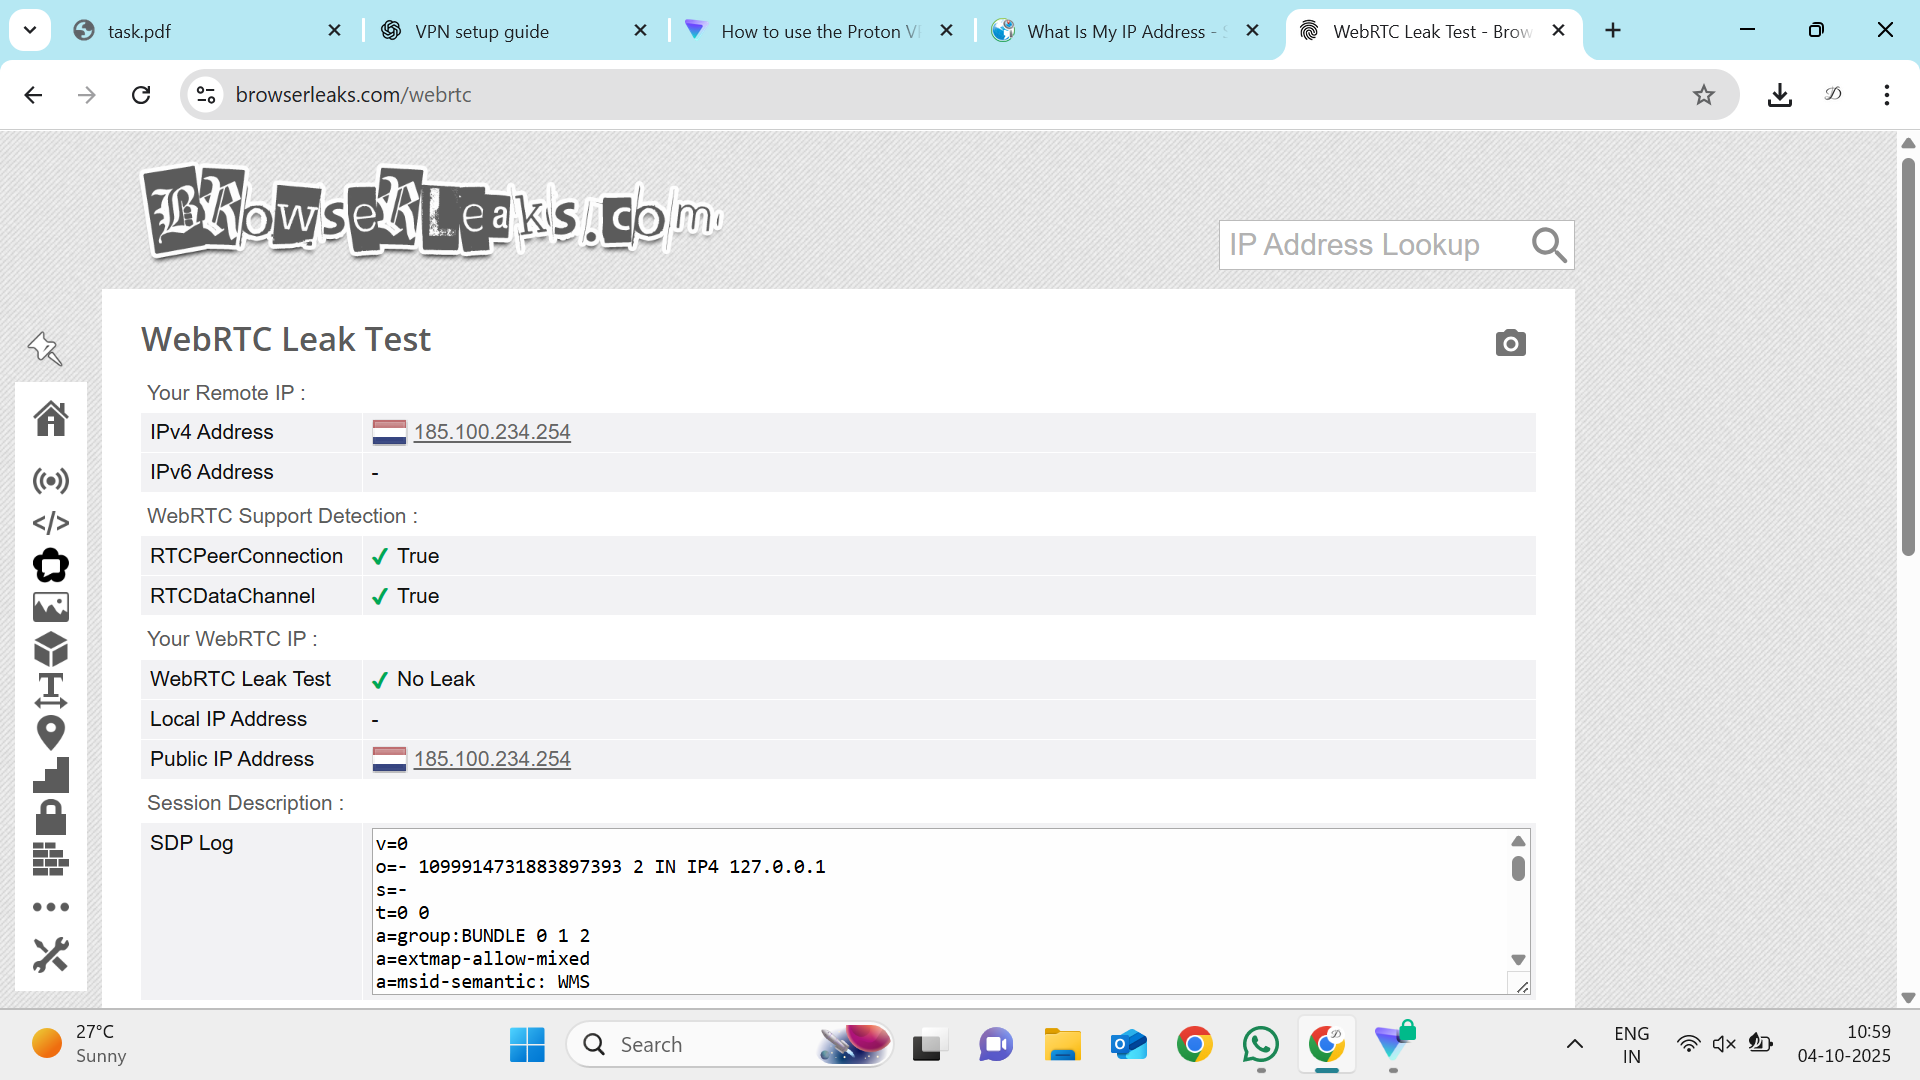 task.pdf
VPN setup guide
How to use the Proton V
What Is My IP Address -
WebRTC Leak Test - Brow
browserleaks.com/webrtc
BrowserLeaks.com
IP Address Lookup
WebRTC Leak Test
Your Remote IP :
IPv4 Address 185.100.234.254
IPv6 Address -
WebRTC Support Detection :
RTCPeerConnection ✔ True
RTCDataChannel ✔ True
Your WebRTC IP :
WebRTC Leak Test ✔ No Leak
Local IP Address -
Public IP Address 185.100.234.254
Session Description :
SDP Log
v=0
o=- 1099914731883897393 2 IN IP4 127.0.0.1
s=-
t=0 0
a=group:BUNDLE 0 1 2
a=extmap-allow-mixed
a=msid-semantic: WMS
27°C
Sunny
Search
ENG
IN
10:59
04-10-2025